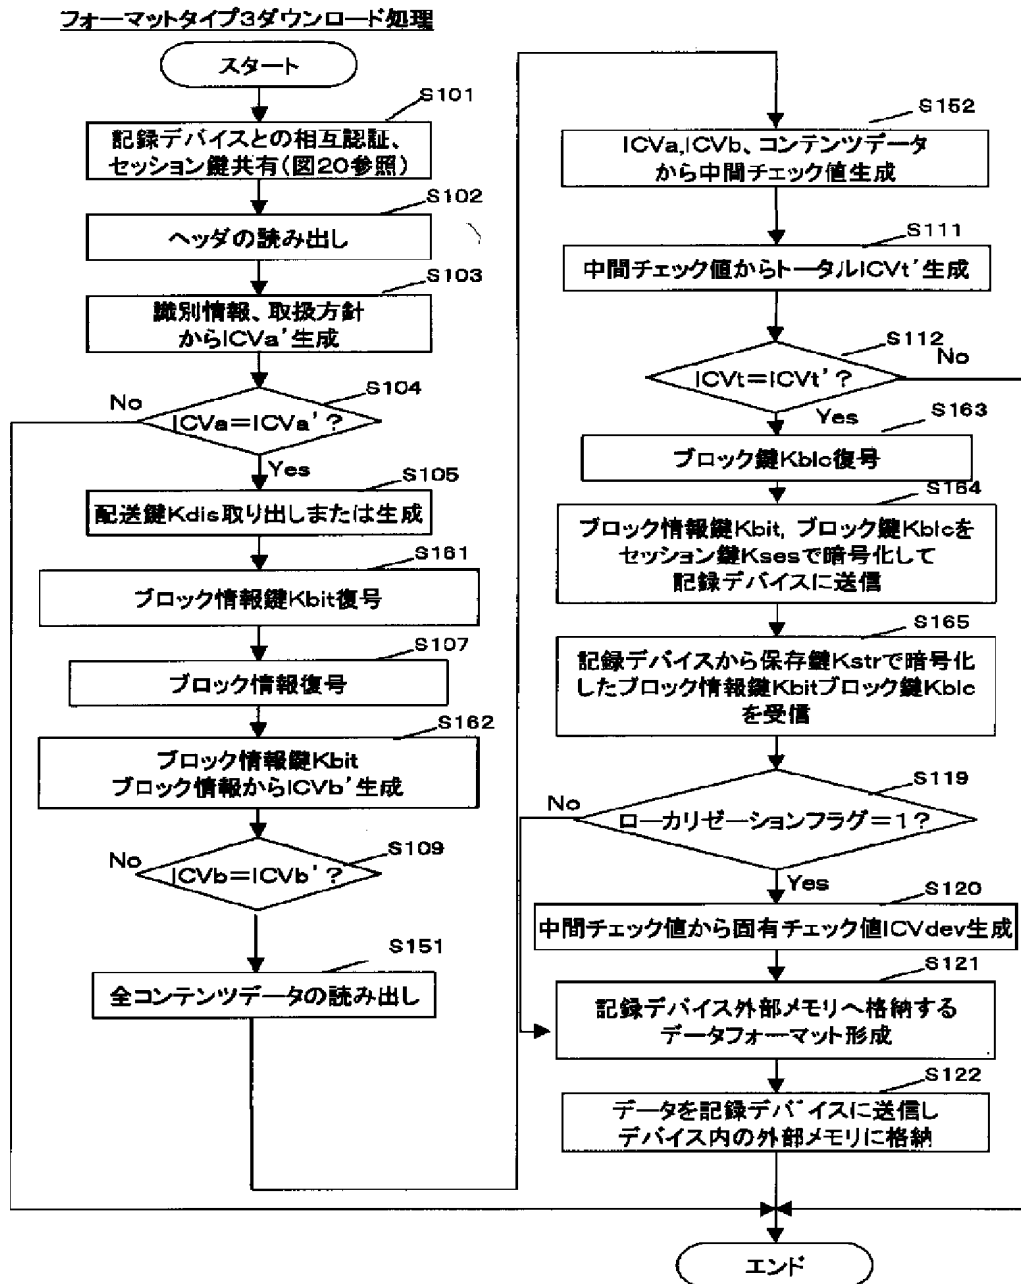 フォーマットタイプ3ダウンロード処理
スタート
S101
記録デバイスとの相互認証、
セッション鍵共有(図20参照)
S102
ヘッダの読み出し
S103
識別情報、取扱方針
からICVa'生成
S104
No
ICVa=ICVa'?
Yes
S105
配送鍵Kdis取り出しまたは生成
S161
ブロック情報鍵Kbit復号
S107
ブロック情報復号
S162
ブロック情報鍵Kbit
ブロック情報からICVb'生成
S109
No
ICVb=ICVb'?
S151
全コンテンツデータの読み出し
S152
ICVa,ICVb、コンテンツデータ
から中間チェック値生成
S111
中間チェック値からトータルICVt'生成
S112
No
ICVt=ICVt'?
Yes
S163
ブロック鍵Kblc復号
S164
ブロック情報鍵Kbit, ブロック鍵Kblcを
セッション鍵Ksesで暗号化して
記録デバイスに送信
S165
記録デバイスから保存鍵Kstrで暗号化
したブロック情報鍵Kbitブロック鍵Kblc
を受信
S119
No
ローカリゼーションフラグ=1?
Yes
S120
中間チェック値から固有チェック値ICVdev生成
S121
記録デバイス外部メモリへ格納する
データフォーマット形成
S122
データを記録デバイスに送信し
デバイス内の外部メモリに格納
エンド